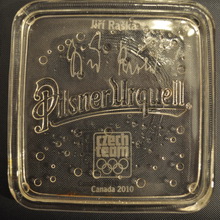 Jiří Raška
Pilsner Urquell
czech
team
Canada 2010